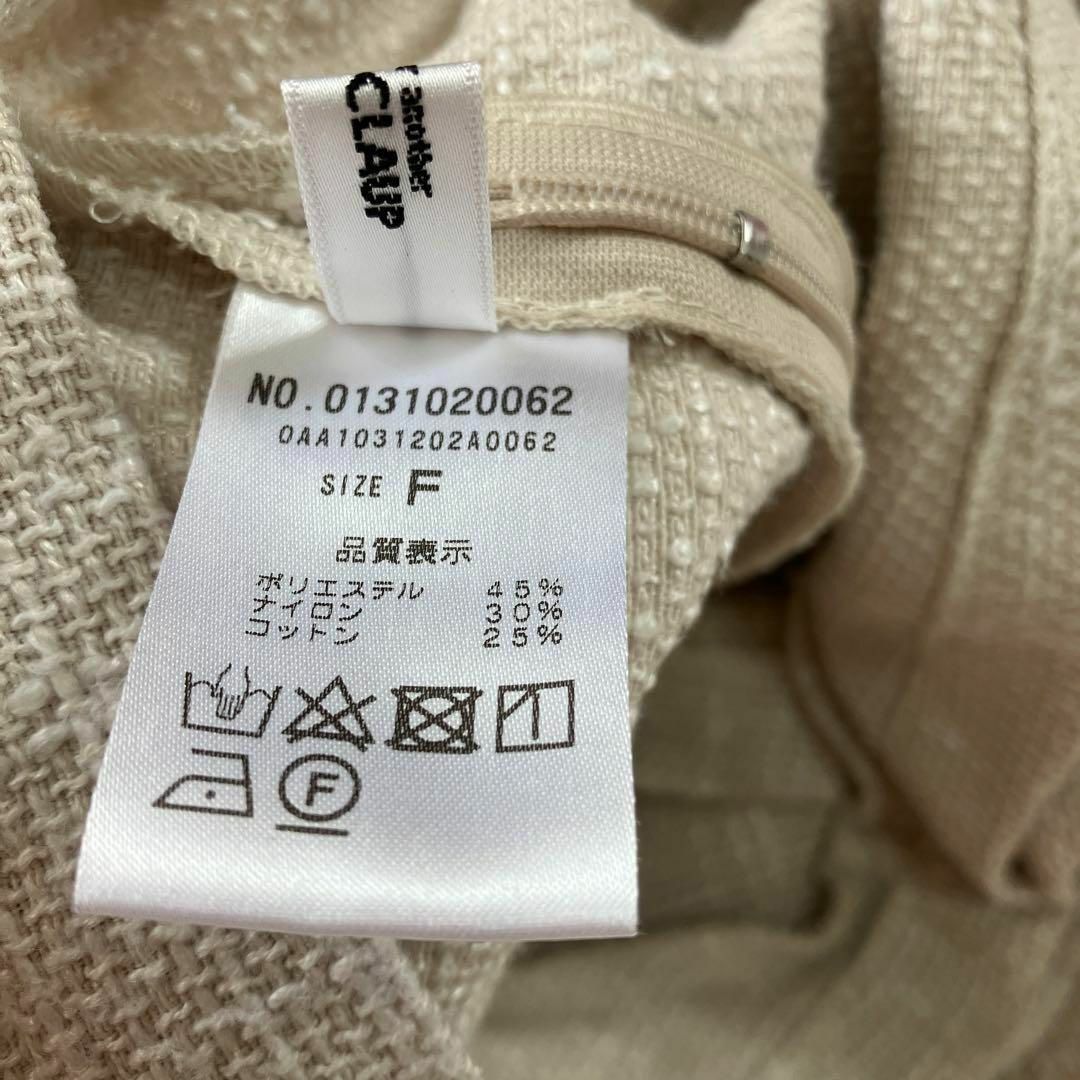 another
CLAUP
NO.0131020062
0AA1031202A0062
SIZE F
品質表示
ポリエステル 45%
ナイロン 30%
コットン 25%
F